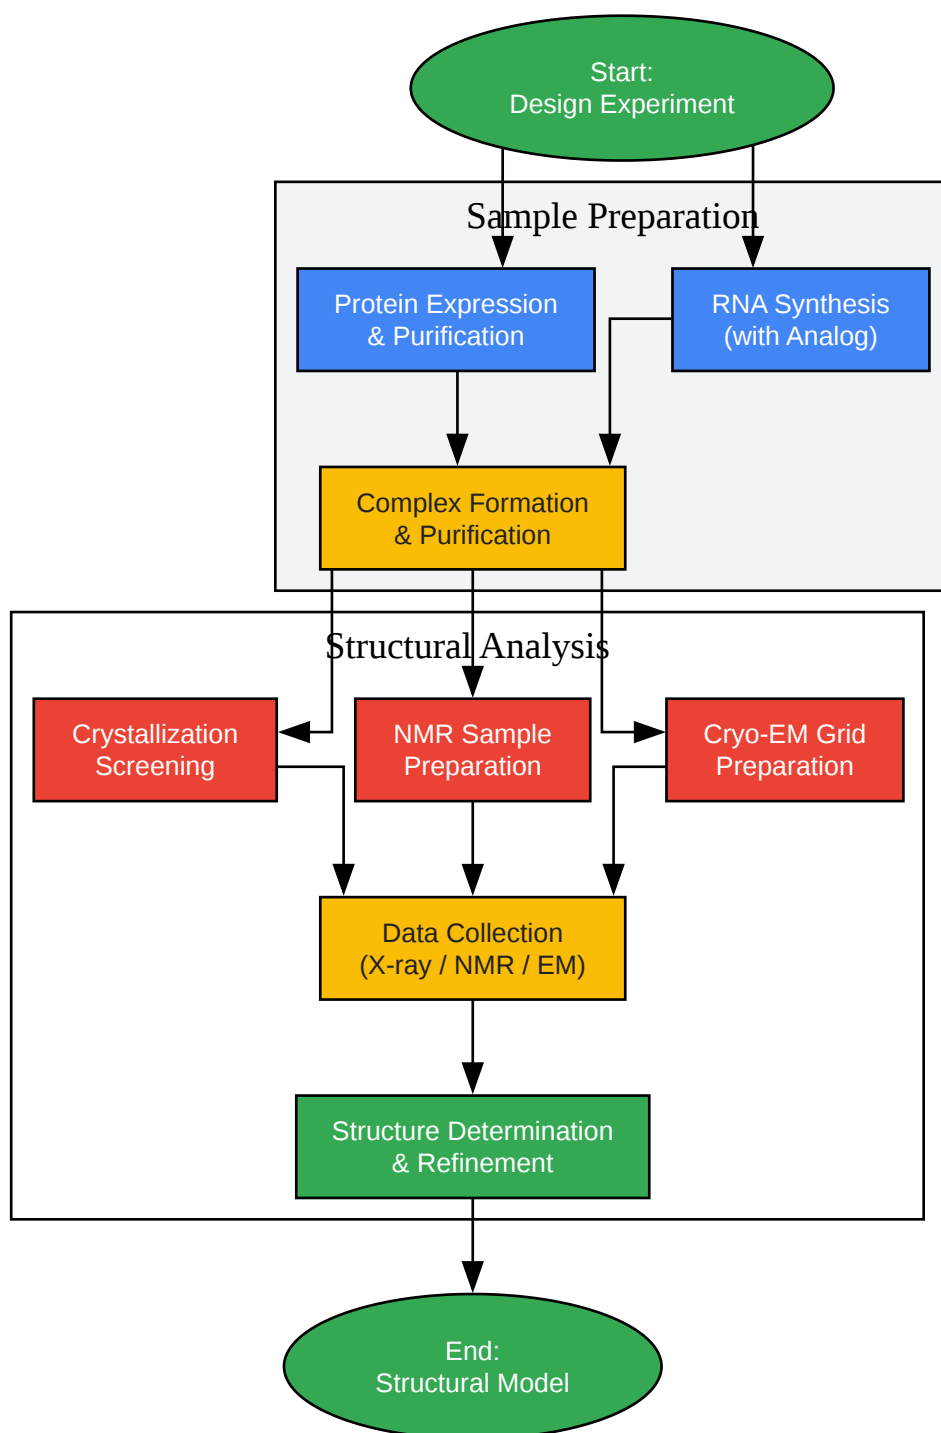 Start:
Design Experiment
Sample Preparation
Protein Expression
& Purification
RNA Synthesis
(with Analog)
Complex Formation
& Purification
Structural Analysis
Crystallization
Screening
NMR Sample
Preparation
Cryo-EM Grid
Preparation
Data Collection
(X-ray / NMR / EM)
Structure Determination
& Refinement
End:
Structural Model